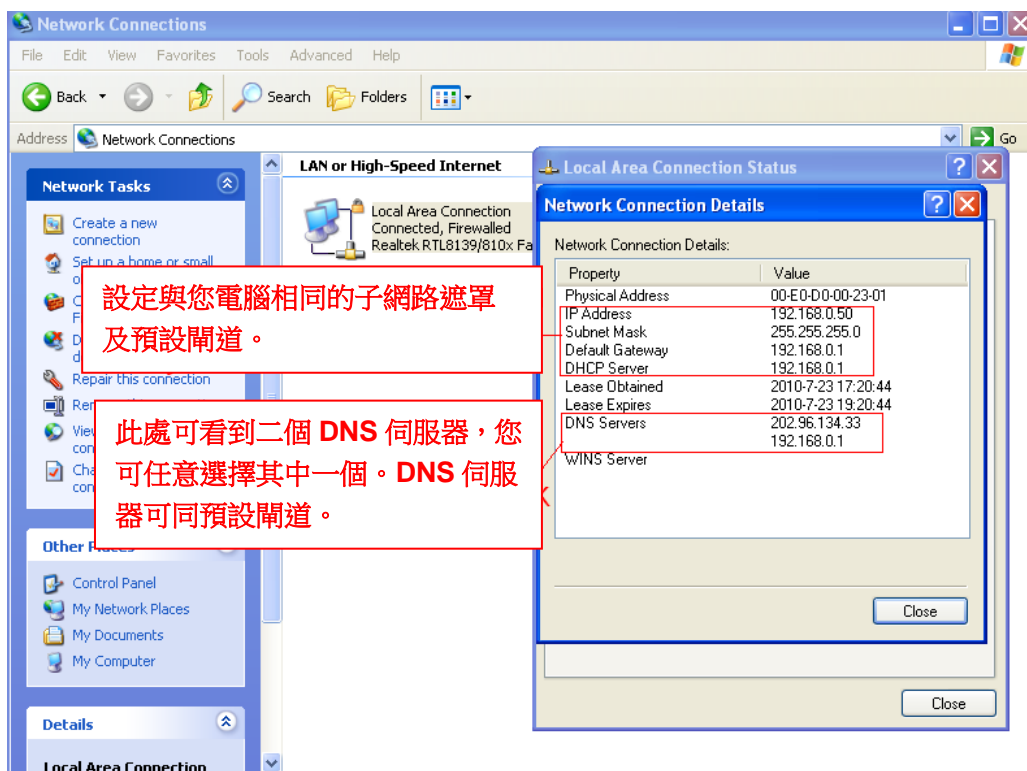 Network Connections
File Edit View Favorites Tools Advanced Help
Back Search Folders
Address Network Connections Go
Network Tasks
Create a new
connection
Set up a home or small
Repair this connection
LAN or High-Speed Internet
Local Area Connection
Connected, Firewalled
Realtek RTL8139/810x Fa
設定與您電腦相同的子網路遮罩
及預設閘道。
此處可看到二個 DNS 伺服器，您
可任意選擇其中一個。DNS 伺服
器可同預設閘道。
Other Places
Control Panel
My Network Places
My Documents
My Computer
Details
Local Area Connection
Local Area Connection Status
Network Connection Details
Network Connection Details:
Property Value
Physical Address 00-E0-D0-00-23-01
IP Address 192.168.0.50
Subnet Mask 255.255.255.0
Default Gateway 192.168.0.1
DHCP Server 192.168.0.1
Lease Obtained 2010-7-23 17:20:44
Lease Expires 2010-7-23 19:20:44
DNS Servers 202.96.134.33
192.168.0.1
WINS Server
Close
Close